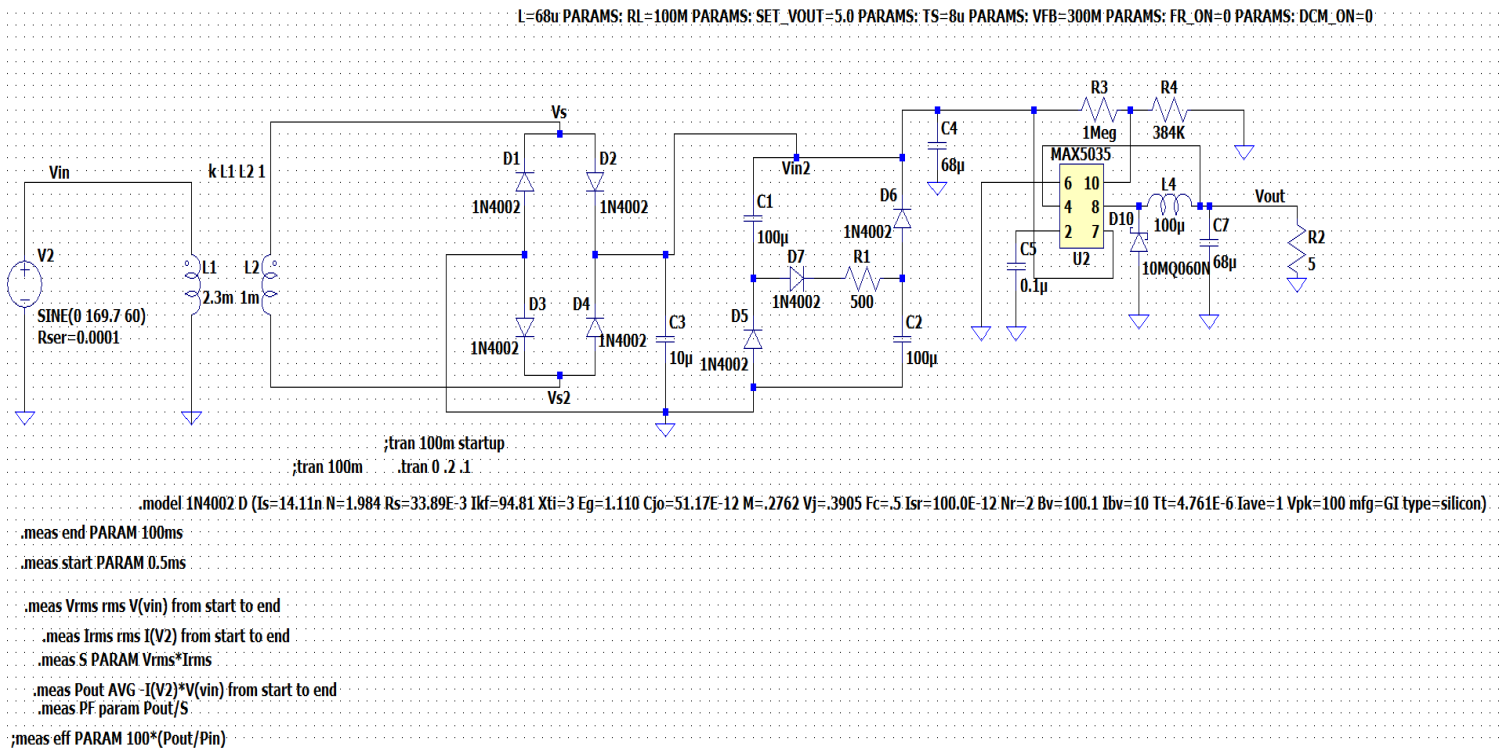 L=68u PARAMS: RL=100M PARAMS: SET_VOUT=5.0 PARAMS: TS=8u PARAMS: VFB=300M PARAMS: FR_ON=0 PARAMS: DCM_ON=0
R3
R4
1Meg
384K
Vs
C4
68µ
MAX5035
D1
D2
1N4002
1N4002
Vin
k L1 L2 1
Vin2
6
10
4
8
2
7
U2
L4
100µ
Vout
D6
1N4002
C1
100µ
D10
10MQ060N
C7
68µ
R2
5
C5
0.1µ
D7
1N4002
R1
500
V2
SINE(0 169.7 60)
Rser=0.0001
L1
2.3m
L2
1m
D3
1N4002
D4
1N4002
C3
10µ
D5
1N4002
C2
100µ
Vs2
;tran 100m startup
;tran 100m
.tran 0 .2 .1
.model 1N4002 D (Is=14.11n N=1.984 Rs=33.89E-3 Ikf=94.81 Xti=3 Eg=1.110 Cjo=51.17E-12 M=.2762 Vj=.3905 Fc=.5 Isr=100.0E-12 Nr=2 Bv=100.1 Ibv=10 Tt=4.761E-6 Iave=1 Vpk=100 mfg=GI type=silicon)
.meas end PARAM 100ms
.meas start PARAM 0.5ms
.meas Vrms rms V(vin) from start to end
.meas Irms rms I(V2) from start to end
.meas S PARAM Vrms*Irms
.meas Pout AVG -I(V2)*V(vin) from start to end
.meas PF param Pout/S
;meas eff PARAM 100*(Pout/Pin)